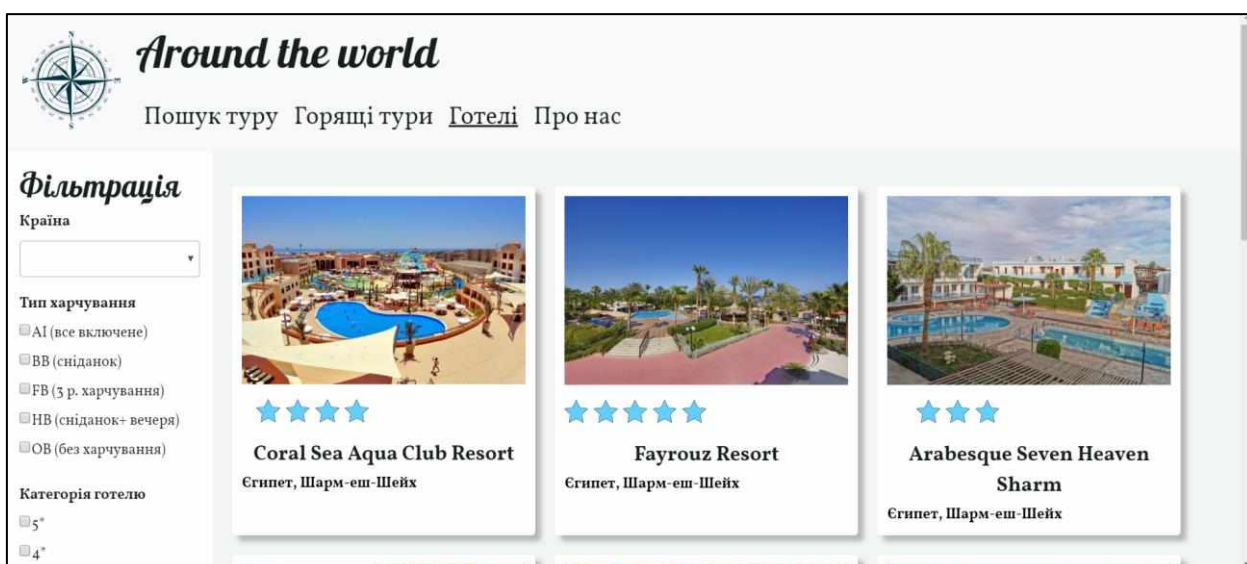 Around the world
Пошук туру Горящі тури Готелі Про нас
Фільтрація
Країна
Тип харчування
AI (все включене)
BB (сніданок)
FB (3 р. харчування)
HB (сніданок+ вечеря)
OB (без харчування)
Категорія готелю
5*
4*
Coral Sea Aqua Club Resort
Єгипет, Шарм-еш-Шейх
Fayrouz Resort
Єгипет, Шарм-еш-Шейх
Arabesque Seven Heaven
Sharm
Єгипет, Шарм-еш-Шейх